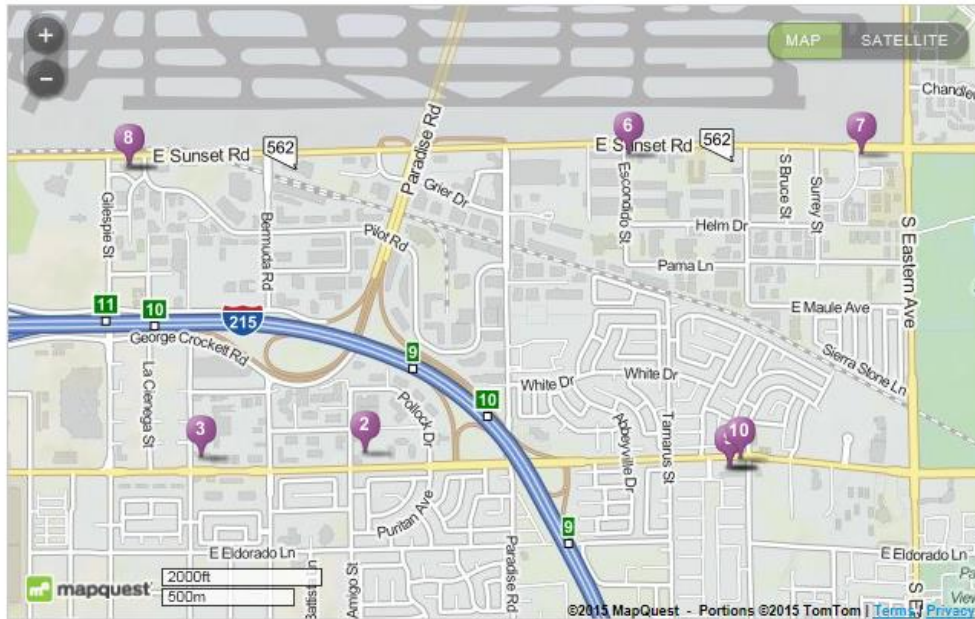 +
−
MAP SATELLITE
Chandler
8
E Sunset Rd
562
Paradise Rd
6
E Sunset Rd
562
7
Gilespie St
Grier Dr
Bermuda Rd
Pilot Rd
Escondido St
Helm Dr
S Bruce St
Surrey St
S Eastern Ave
Pama Ln
11
10
215
E Maule Ave
George Crockett Rd
La Cienega St
9
White Dr
White Dr
Sierra Stone Ln
3
2
Pollock Dr
10
Abbeyville Dr
Tamarus St
10
Puritan Ave
E Eldorado Ln
9
Paradise Rd
E Eldorado Ln
2000ft
500m
mapquest
Amigo St
Pa
View
S E
©2015 MapQuest - Portions ©2015 TomTom | Terms | Privacy